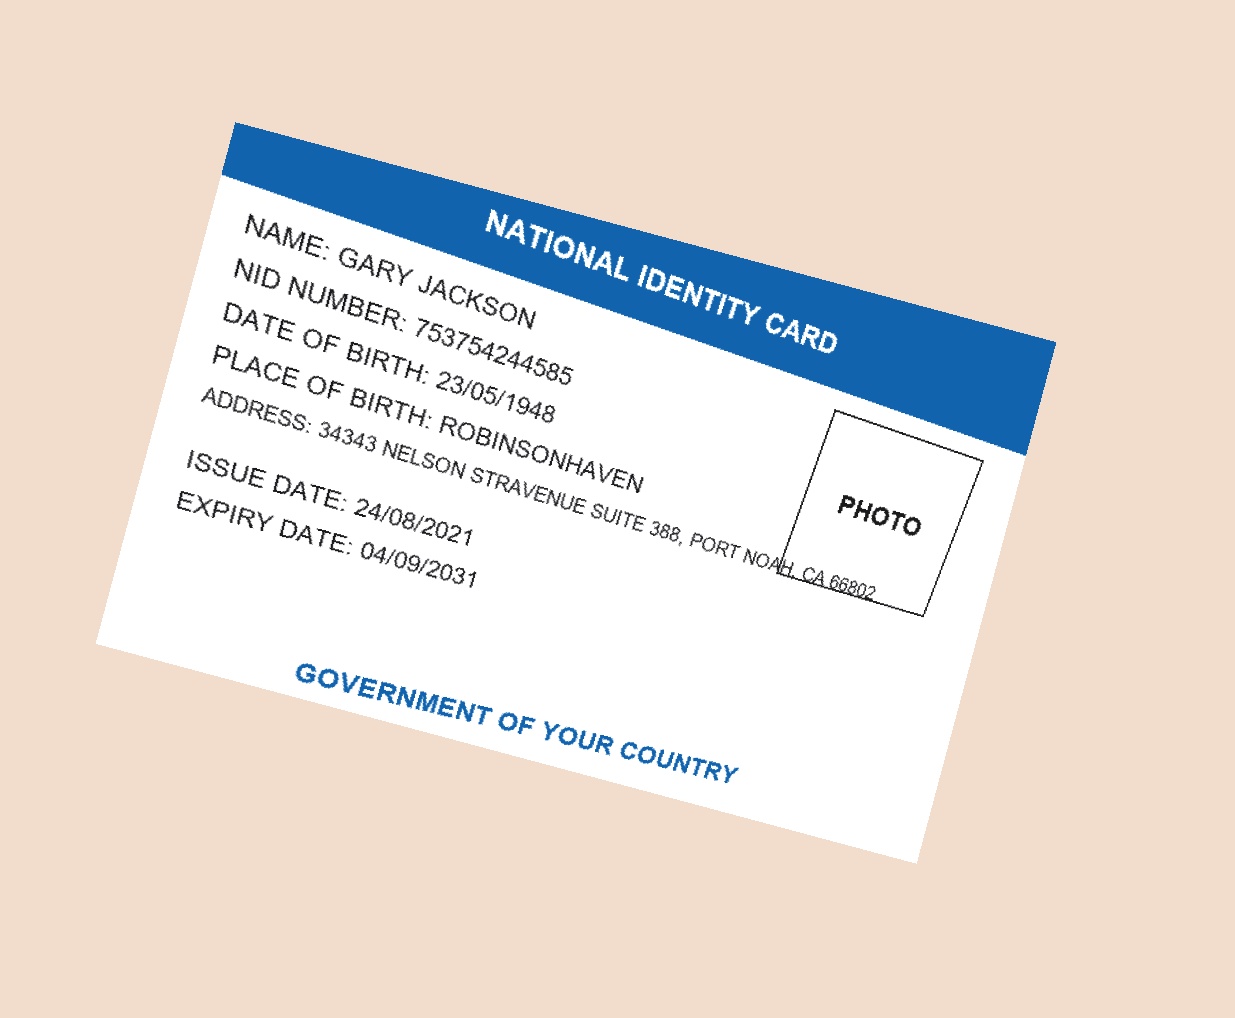 NATIONAL IDENTITY CARD
NAME: GARY JACKSON
NID NUMBER: 753754244585
DATE OF BIRTH: 23/05/1948
PLACE OF BIRTH: ROBINSONHAVEN
ADDRESS: 34343 NELSON STRAVENUE SUITE 388, PORT NOAH, CA 66802
ISSUE DATE: 24/08/2021
EXPIRY DATE: 04/09/2031
PHOTO
GOVERNMENT OF YOUR COUNTRY